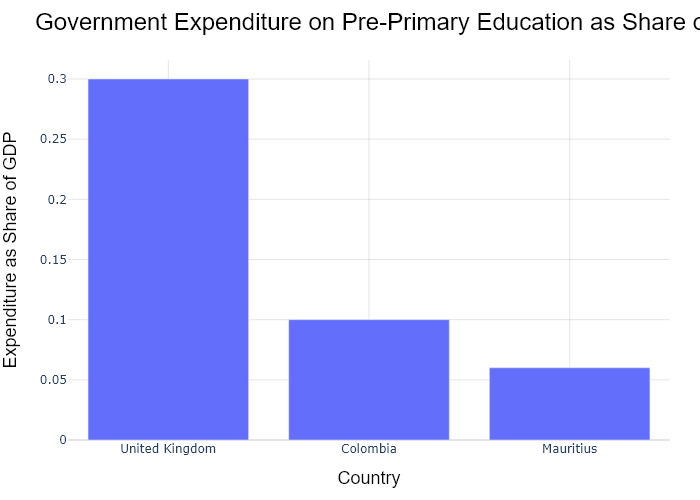 Government Expenditure on Pre-Primary Education as Share
Expenditure as Share of GDP
0.3
0.25
0.2
0.15
0.1
0.05
0
United Kingdom
Colombia
Mauritius
Country